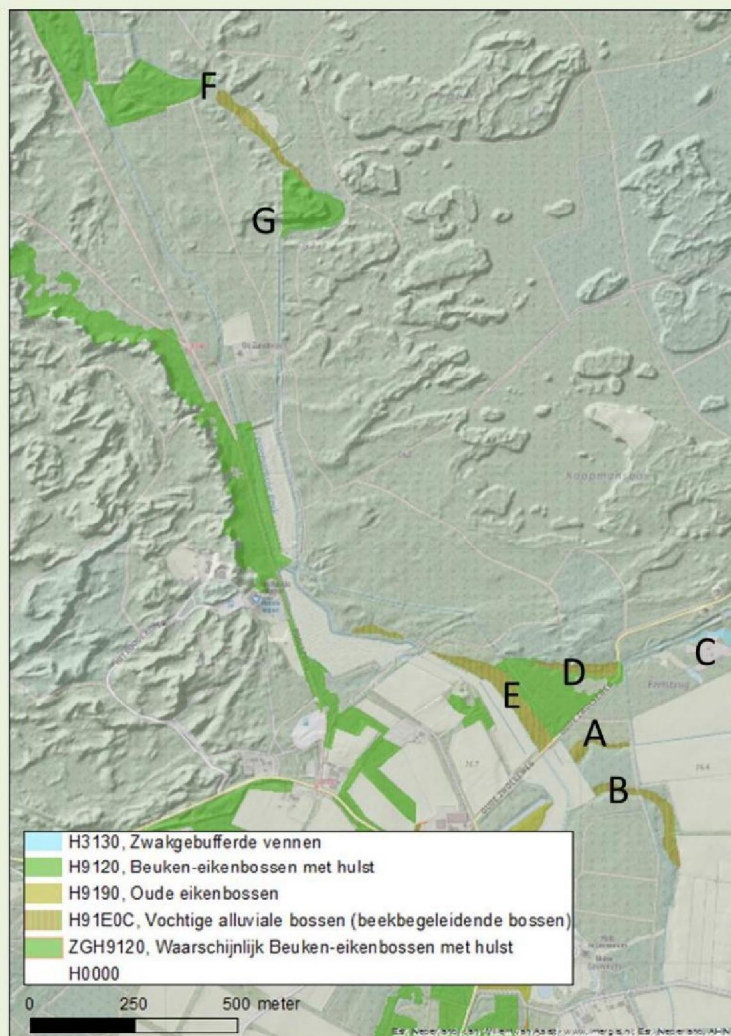 F
G
D
C
E
A
B
H3130, Zwakgebufferde vennen
H9120, Beuken-eikenbossen met hulst
H9190, Oude eikenbossen
H91E0C, Vochtige alluviale bossen (beekbegeleidende bossen)
ZGH9120, Waarschijnlijk Beuken-eikenbossen met hulst
H0000
0 250 500 meter